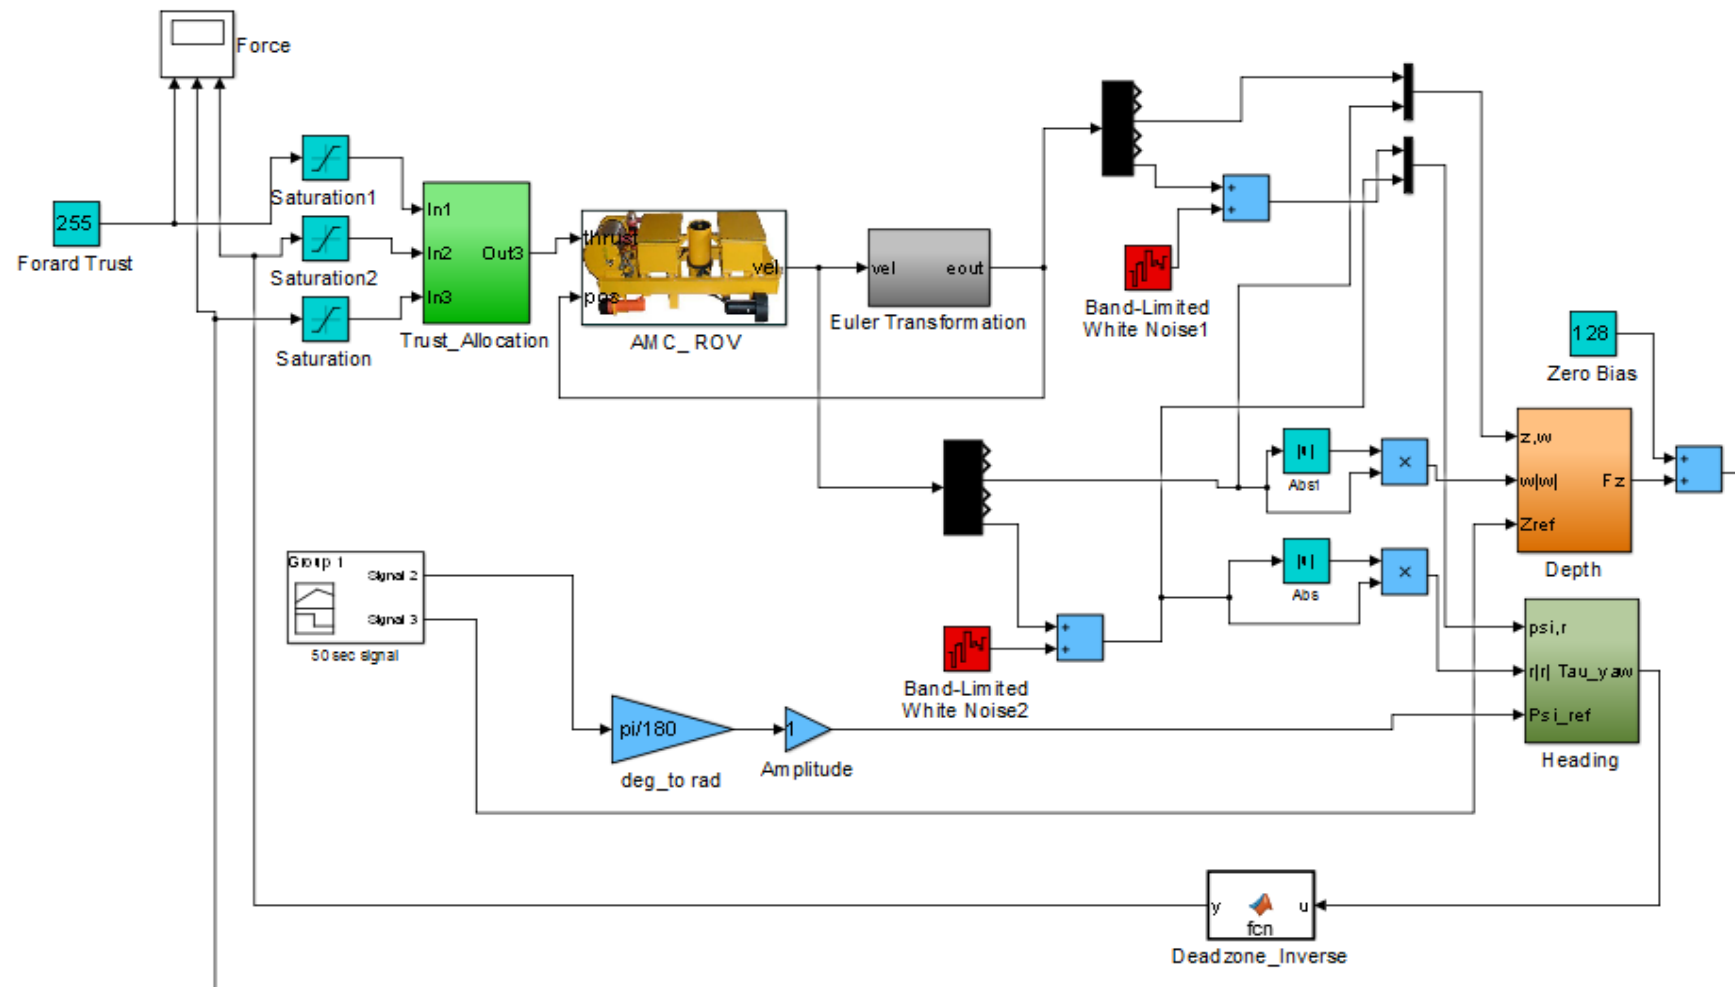 Force
255
Forard Trust
Saturation1
Saturation2
Saturation
In1
In2
In3
Out3
Trust_Allocation
thrust
pos
vel
AMC_ROV
vel
eout
Euler Transformation
+
+
Band-Limited
White Noise1
128
Zero Bias
z,w
w|w|
Zref
Fz
Depth
+
+
|u|
Abs1
×
|u|
Abs
×
Group 1
Signal 2
Signal 3
50 sec signal
+
+
Band-Limited
White Noise2
psi,r
r|r|
Tau_yaw
Psi_ref
Heading
pi/180
deg_to rad
1
Amplitude
y
u
fcn
Deadzone_Inverse